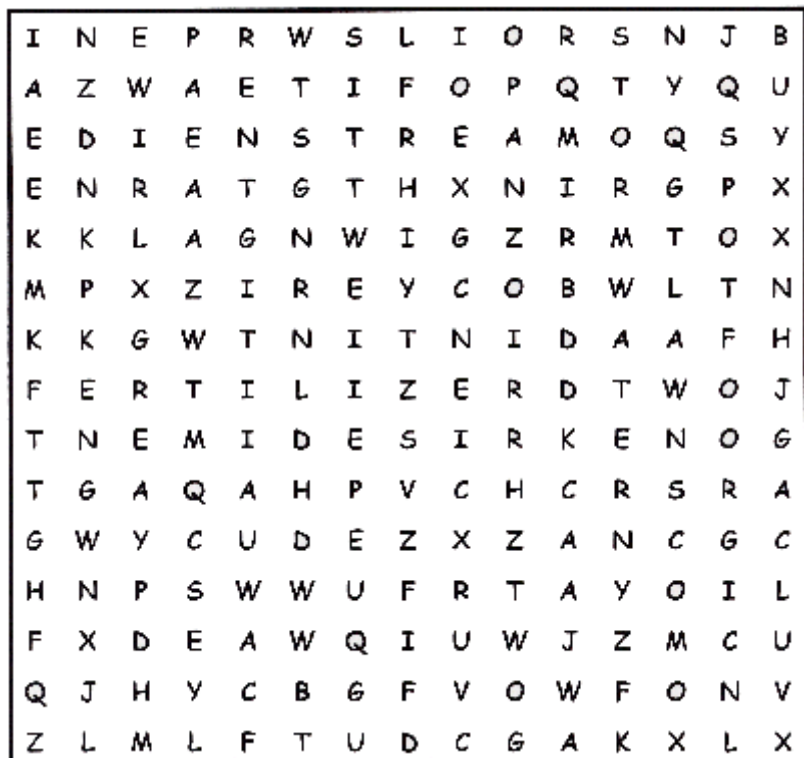 I N E P R W S L I O R S N J B
A Z W A E T I F O P Q T Y Q U
E D I E N S T R E A M O Q S Y
E N R A T G T H X N I R G P X
K K L A G N W I G Z R M T O X
M P X Z I R E Y C O B W L T N
K K G W T N I T N I D A A F H
F E R T I L I Z E R D T W O J
T N E M I D E S I R K E N O G
T G A Q A H P V C H C R S R A
G W Y C U D E Z X Z A N C G C
H N P S W W U F R T A Y O I L
F X D E A W Q I U W J Z M C U
Q J H Y C B G F V O W F O N V
Z L M L F T U D C G A K X L X